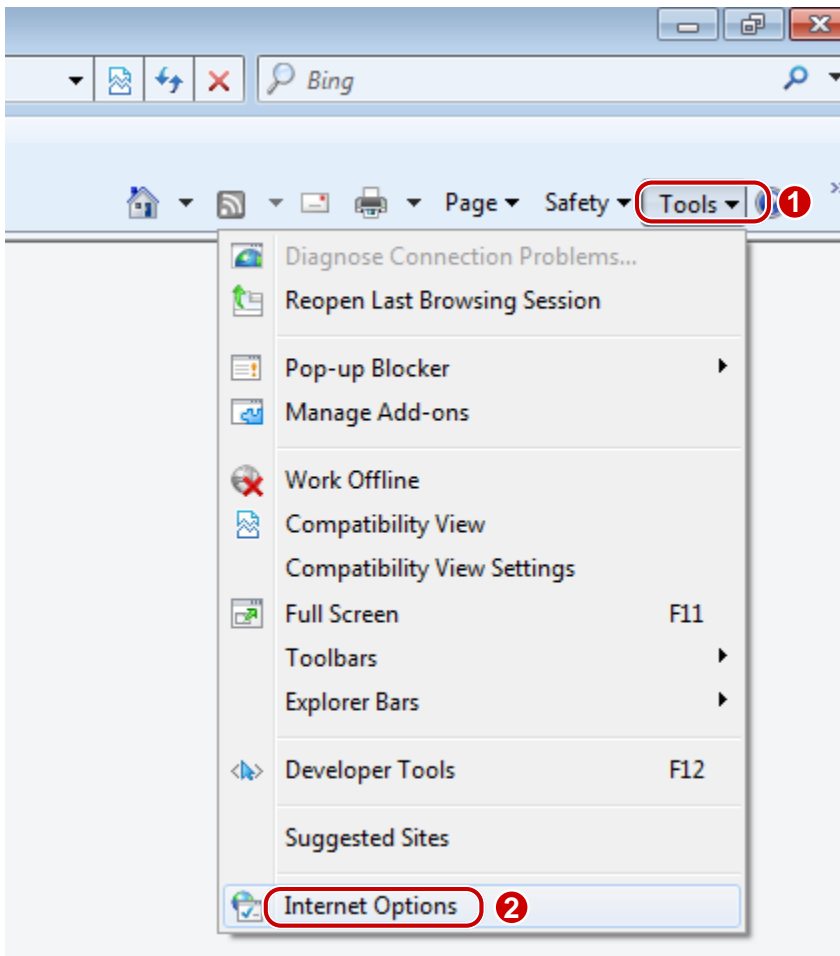 Bing
Page Safety Tools 1
Diagnose Connection Problems...
Reopen Last Browsing Session
Pop-up Blocker
Manage Add-ons
Work Offline
Compatibility View
Compatibility View Settings
Full Screen F11
Toolbars
Explorer Bars
Developer Tools F12
Suggested Sites
Internet Options 2